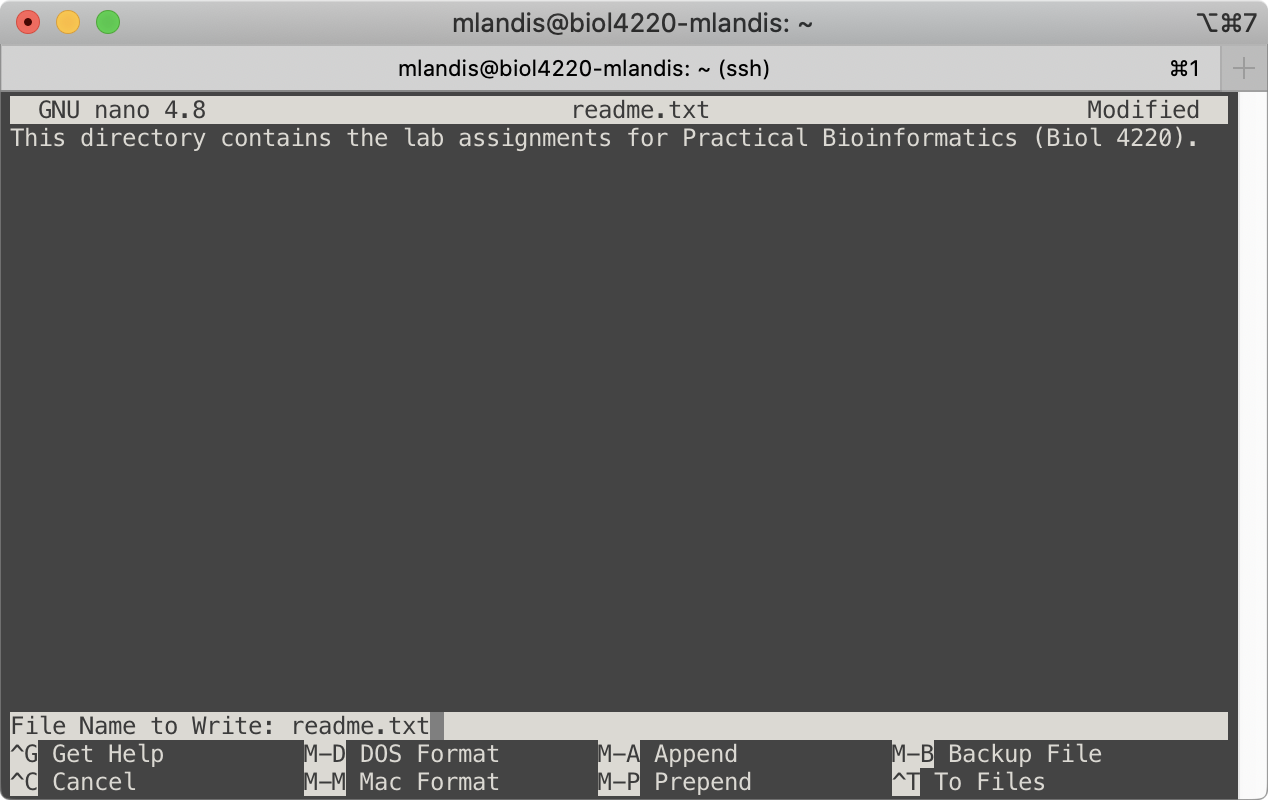 mlandis@biol4220-mlandis: ~ ⌥⌘7
mlandis@biol4220-mlandis: ~ (ssh) ⌘1 +
GNU nano 4.8 readme.txt Modified
This directory contains the lab assignments for Practical Bioinformatics (Biol 4220).
File Name to Write: readme.txt
^G Get Help M-D DOS Format M-A Append M-B Backup File
^C Cancel M-M Mac Format M-P Prepend ^T To Files